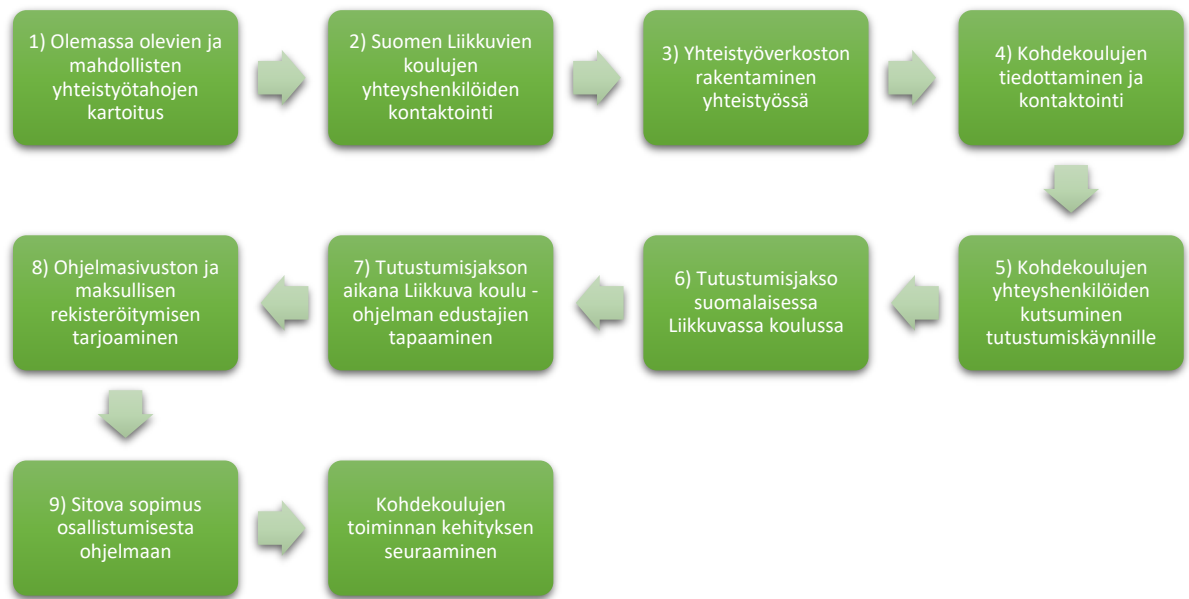 1) Olemassa olevien ja
mahdollisten
yhteistyötahojen
kartoitus
2) Suomen Liikkuvien
koulujen
yhteyshenkilöiden
kontaktointi
3) Yhteistyöverkoston
rakentaminen
yhteistyössä
4) Kohdekoulujen
tiedottaminen ja
kontaktointi
5) Kohdekoulujen
yhteyshenkilöiden
kutsuminen
tutustumiskäynnille
6) Tutustumisjakso
suomalaisessa
Liikkuvassa koulussa
7) Tutustumisjakson
aikana Liikkuva koulu -
ohjelman edustajien
tapaaminen
8) Ohjelmasivuston ja
maksullisen
rekisteröitymisen
tarjoaminen
9) Sitova sopimus
osallistumisesta
ohjelmaan
Kohdekoulujen
toiminnan kehityksen
seuraaminen